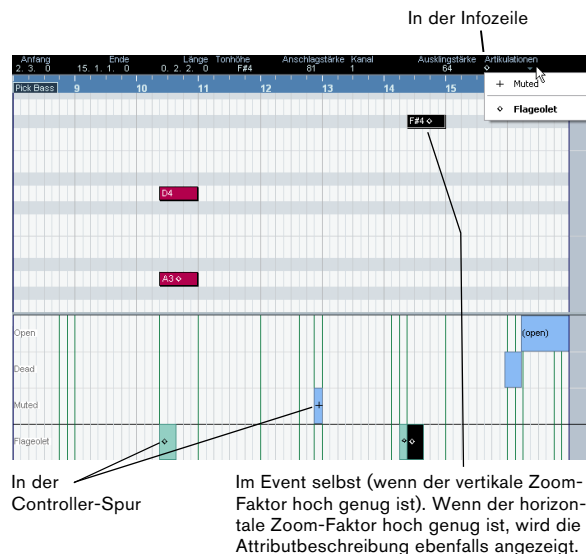 In der Infozeile
Anfang Ende Länge Tonhöhe Anschlagstärke Kanal Ausklingstärke Artikulationen
2. 3. 0 15. 1. 1. 0 0. 2. 2. 0 F#4 81 1 64
Pick Bass 9 10 11 12 13 14 15
+ Muted
Flageolet
F#4
D4
A3
Open (open)
Dead
Muted
Flageolet
In der
Controller-Spur
Im Event selbst (wenn der vertikale Zoom-
Faktor hoch genug ist). Wenn der horizon-
tale Zoom-Faktor hoch genug ist, wird die
Attributbeschreibung ebenfalls angezeigt.